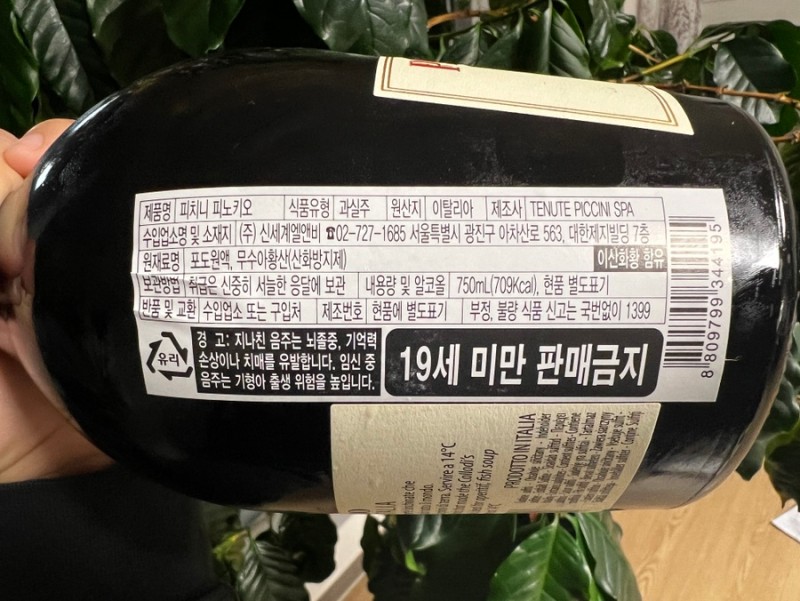 제품명 피치니 피노키오 식품유형 과실주 원산지 이탈리아 제조사 TENUTE PICCINI SPA
수입업소명 및 소재지 (주) 신세계엘앤비 ☎02-727-1685 서울특별시 광진구 아차산로 563, 대한제지빌딩 7층
원재료명 포도원액, 무수아황산(산화방지제) 이산화황 함유
보관방법 취급은 신중히 서늘한 응달에 보관 내용량 및 알코올 750mL(709Kcal), 현품 별도표기
반품 및 교환 수입업소 또는 구입처 제조번호 현품에 별도표기 부정, 불량 식품 신고는 국번없이 1399
유리
경 고: 지나친 음주는 뇌졸중, 기억력
손상이나 치매를 유발합니다. 임신 중
음주는 기형아 출생 위험을 높입니다.
19세 미만 판매금지
8 809799 344195
PRODOTTO IN ITALIA
Servire a 14°C
made the Collodi's
fish soup